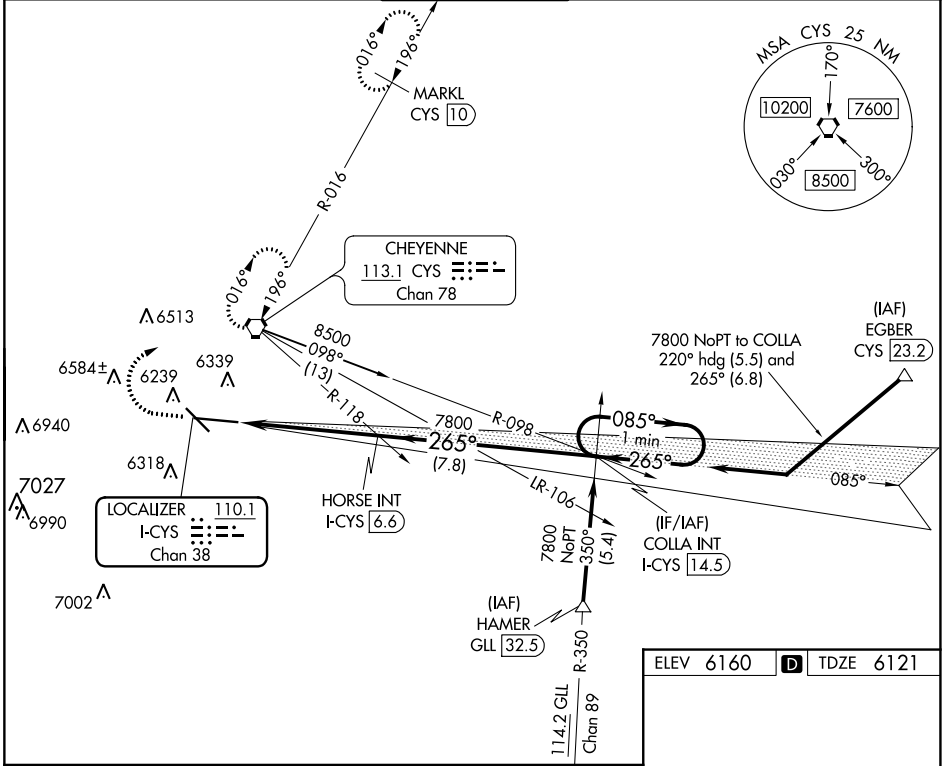 016°
196°
MARKL
CYS 10
R-016
MSA CYS 25 NM
170°
10200
7600
030°
300°
8500
CHEYENNE
113.1 CYS
Chan 78
016°
196°
6513
6584±
6339
6239
6940
6318
7027
6990
7002
8500
098°
(13)
R-118
R-098
7800
265°
(7.8)
LR-106
085°
1 min
265°
7800 NoPT to COLLA
220° hdg (5.5) and
265° (6.8)
(IAF)
EGBER
CYS 23.2
085°
LOCALIZER 110.1
I-CYS
Chan 38
HORSE INT
I-CYS 6.6
7800
NoPT
350°
(5.4)
(IF/IAF)
COLLA INT
I-CYS 14.5
(IAF)
HAMER
GLL 32.5
R-350
114.2 GLL
Chan 89
ELEV 6160 D TDZE 6121